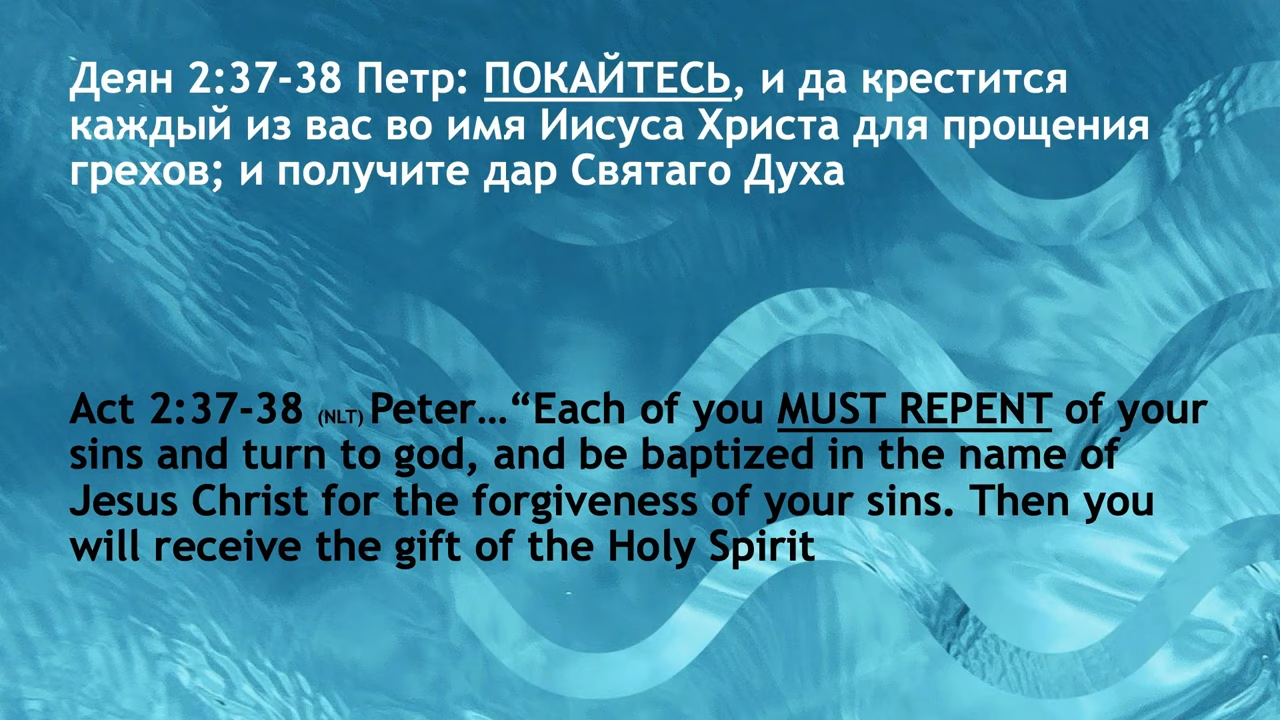 Деян 2:37-38 Петр: ПОКАЙТЕСЬ, и да крестится
каждый из вас во имя Иисуса Христа для прощения
грехов; и получите дар Святаго Духа
Act 2:37-38 (NLT) Peter…“Each of you MUST REPENT of your
sins and turn to god, and be baptized in the name of
Jesus Christ for the forgiveness of your sins. Then you
will receive the gift of the Holy Spirit